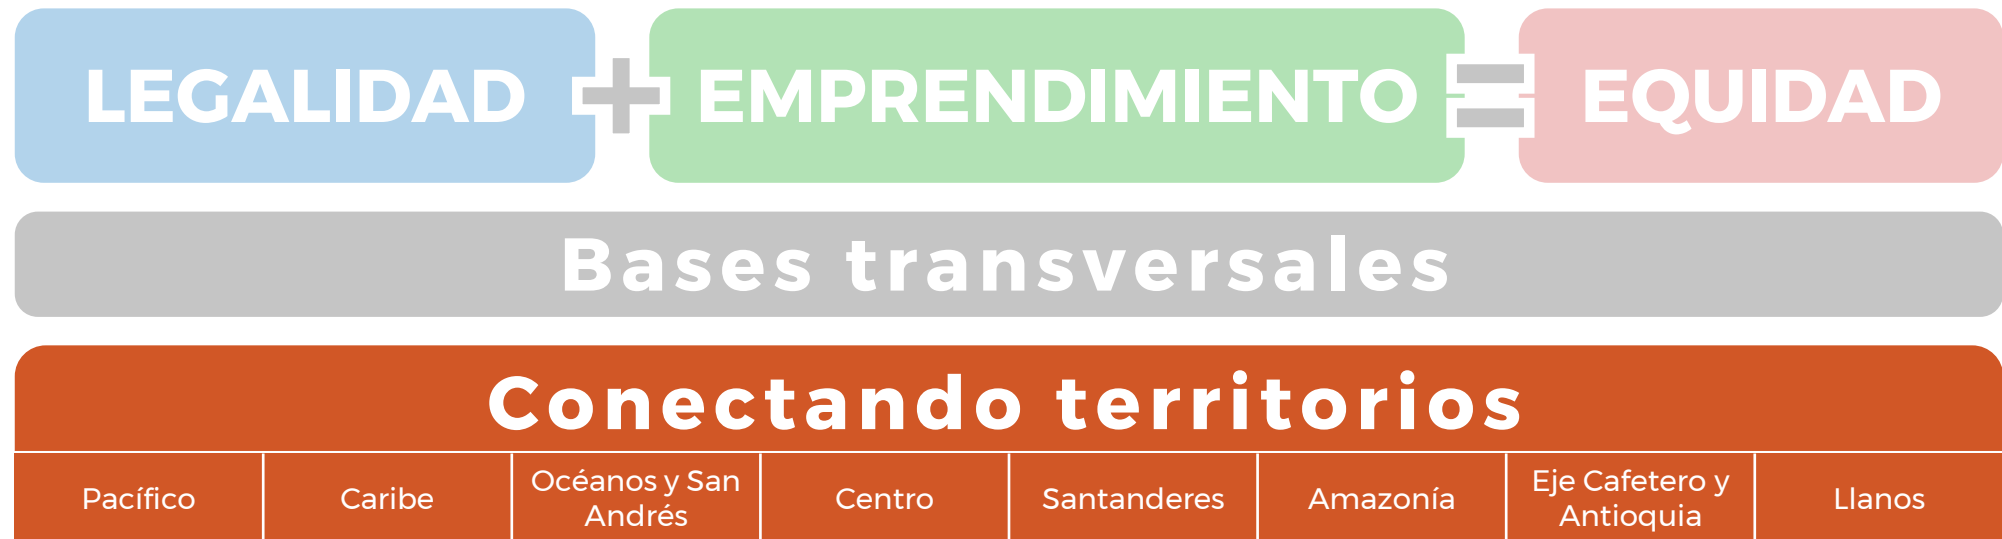 LEGALIDAD + EMPRENDIMIENTO = EQUIDAD
Bases transversales
Conectando territorios
Pacífico
Caribe
Océanos y San
Andrés
Centro
Santanderes
Amazonía
Eje Cafetero y
Antioquia
Llanos